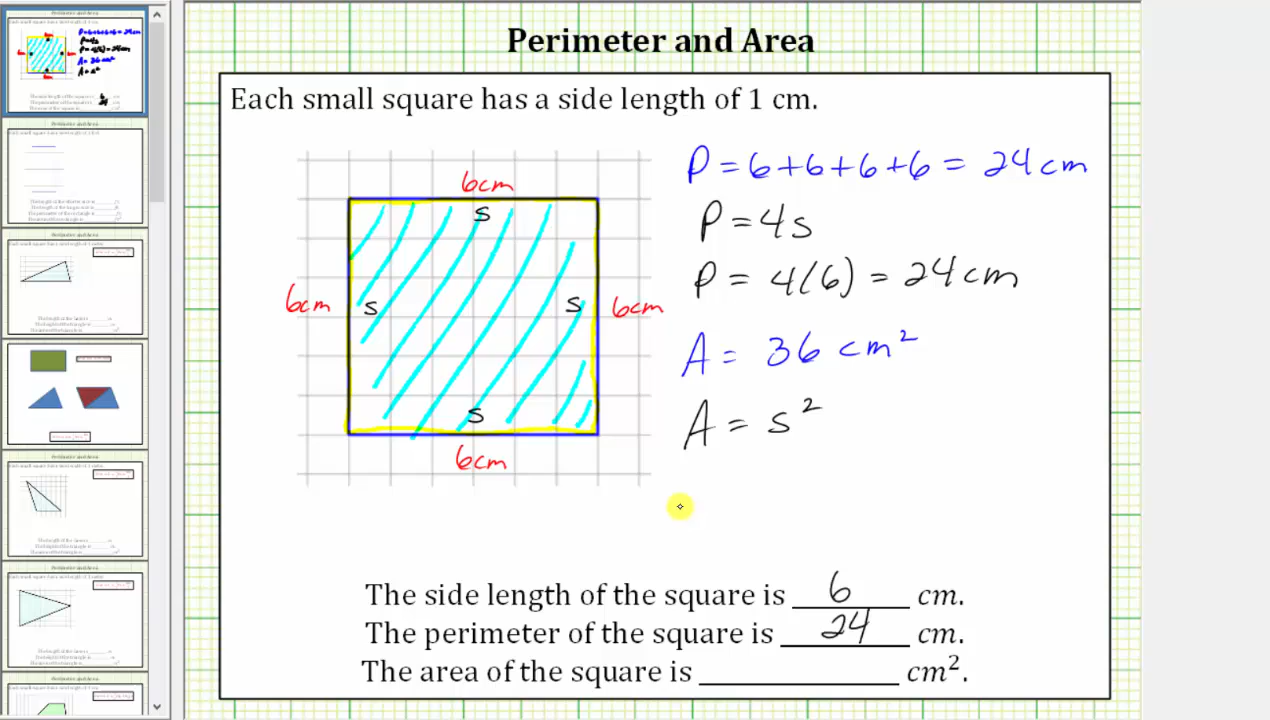 Perimeter and Area
Each small square has a side length of 1 cm.
6cm
s
6cm
s
s
6cm
s
6cm
P = 6+6+6+6 = 24 cm
P = 4s
P = 4(6) = 24 cm
A = 36 cm²
A = s²
The side length of the square is 6 cm.
The perimeter of the square is 24 cm.
The area of the square is ____________ cm².